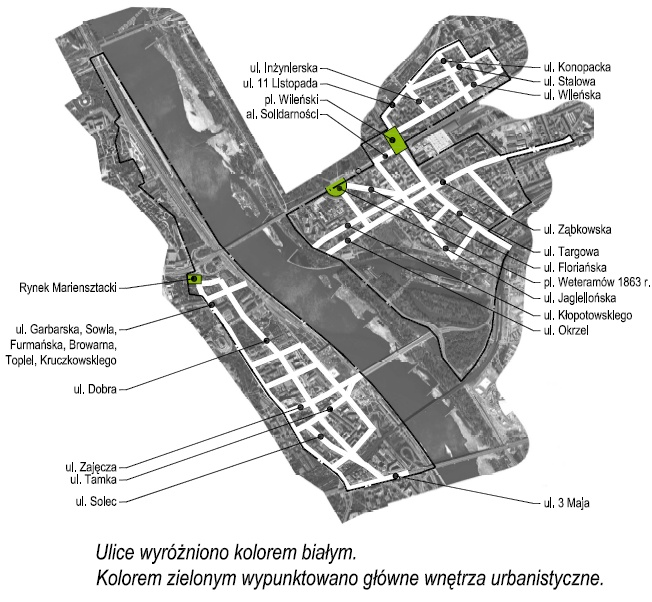 ul. Inżynierska
ul. 11 Listopada
pl. Wileński
al. Solidarności
ul. Konopacka
ul. Stalowa
ul. Wileńska
ul. Ząbkowska
ul. Targowa
ul. Floriańska
pl. Weteramów 1863 r.
ul. Jagiellońska
ul. Kłopotowskiego
ul. Okrzei
Rynek Mariensztacki
ul. Garbarska, Sowia,
Furmańska, Browarna,
Topiel, Kruczkowskiego
ul. Dobra
ul. Zajęcza
ul. Tamka
ul. Solec
ul. 3 Maja
Ulice wyróżniono kolorem białym.
Kolorem zielonym wypunktowano główne wnętrza urbanistyczne.